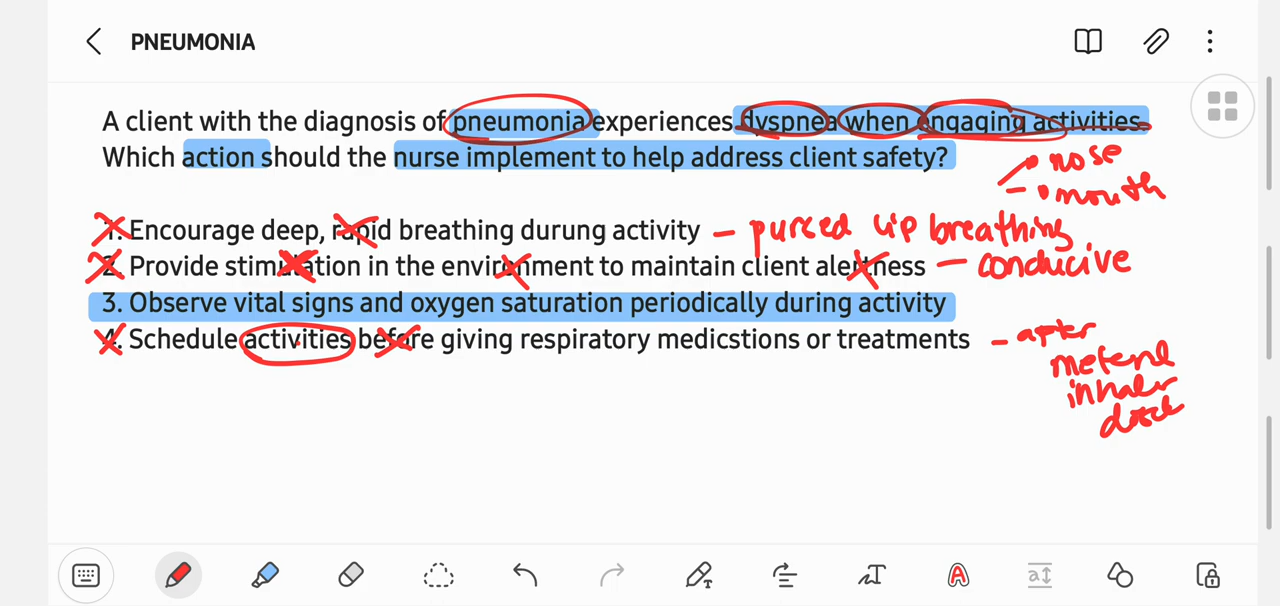 PNEUMONIA
A client with the diagnosis of pneumonia experiences dyspnea when engaging activities.
Which action should the nurse implement to help address client safety?
nose
mouth
1. Encourage deep, rapid breathing durung activity - pursed lip breathing
2. Provide stimulation in the environment to maintain client alertness - conducive
3. Observe vital signs and oxygen saturation periodically during activity
4. Schedule activities before giving respiratory medicstions or treatments - after
inhaler